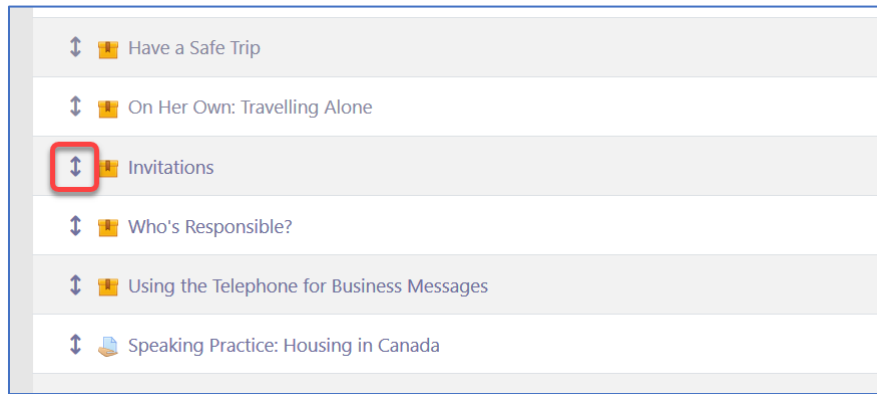 Have a Safe Trip
On Her Own: Travelling Alone
Invitations
Who's Responsible?
Using the Telephone for Business Messages
Speaking Practice: Housing in Canada